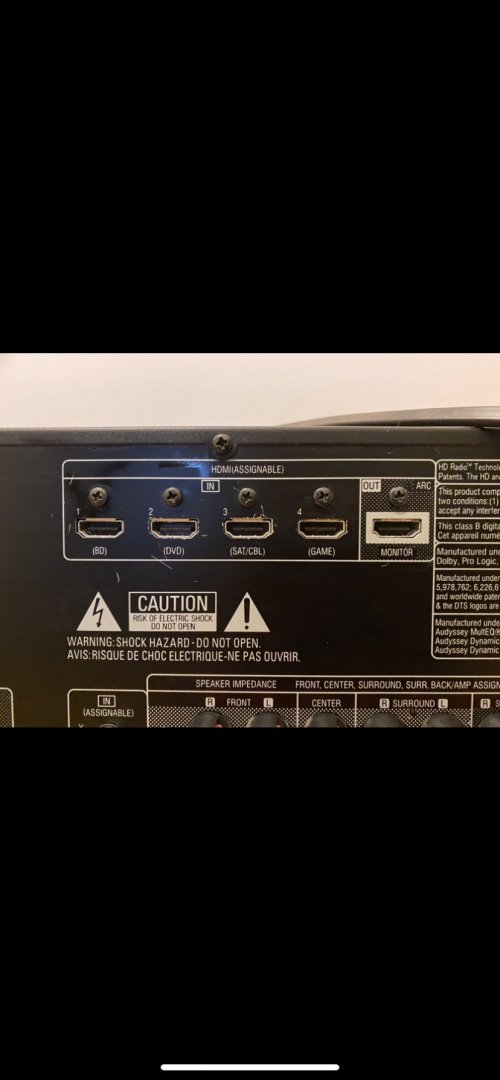 HDMI(ASSIGNABLE)
IN
OUT ARC
1 2 3 4
(BD) (DVD) (SAT/CBL) (GAME) MONITOR
HD Radio™ Technolo
Patents. The HD and
This product comp
two conditions:(1)
accept any interfer
This class B digita
Cet appareil numé
Manufactured unde
Dolby, Pro Logic,
Manufactured under
5,978,762; 6,226,6
and worldwide paten
& the DTS logos are
Manufactured unde
Audyssey MultEQ®
Audyssey Dynamic
Audyssey Dynamic
CAUTION
RISK OF ELECTRIC SHOCK
DO NOT OPEN
WARNING: SHOCK HAZARD - DO NOT OPEN.
AVIS: RISQUE DE CHOC ELECTRIQUE-NE PAS OUVRIR.
SPEAKER IMPEDANCE FRONT, CENTER, SURROUND, SURR. BACK/AMP ASSIGN
IN
(ASSIGNABLE)
R FRONT L CENTER R SURROUND L R S